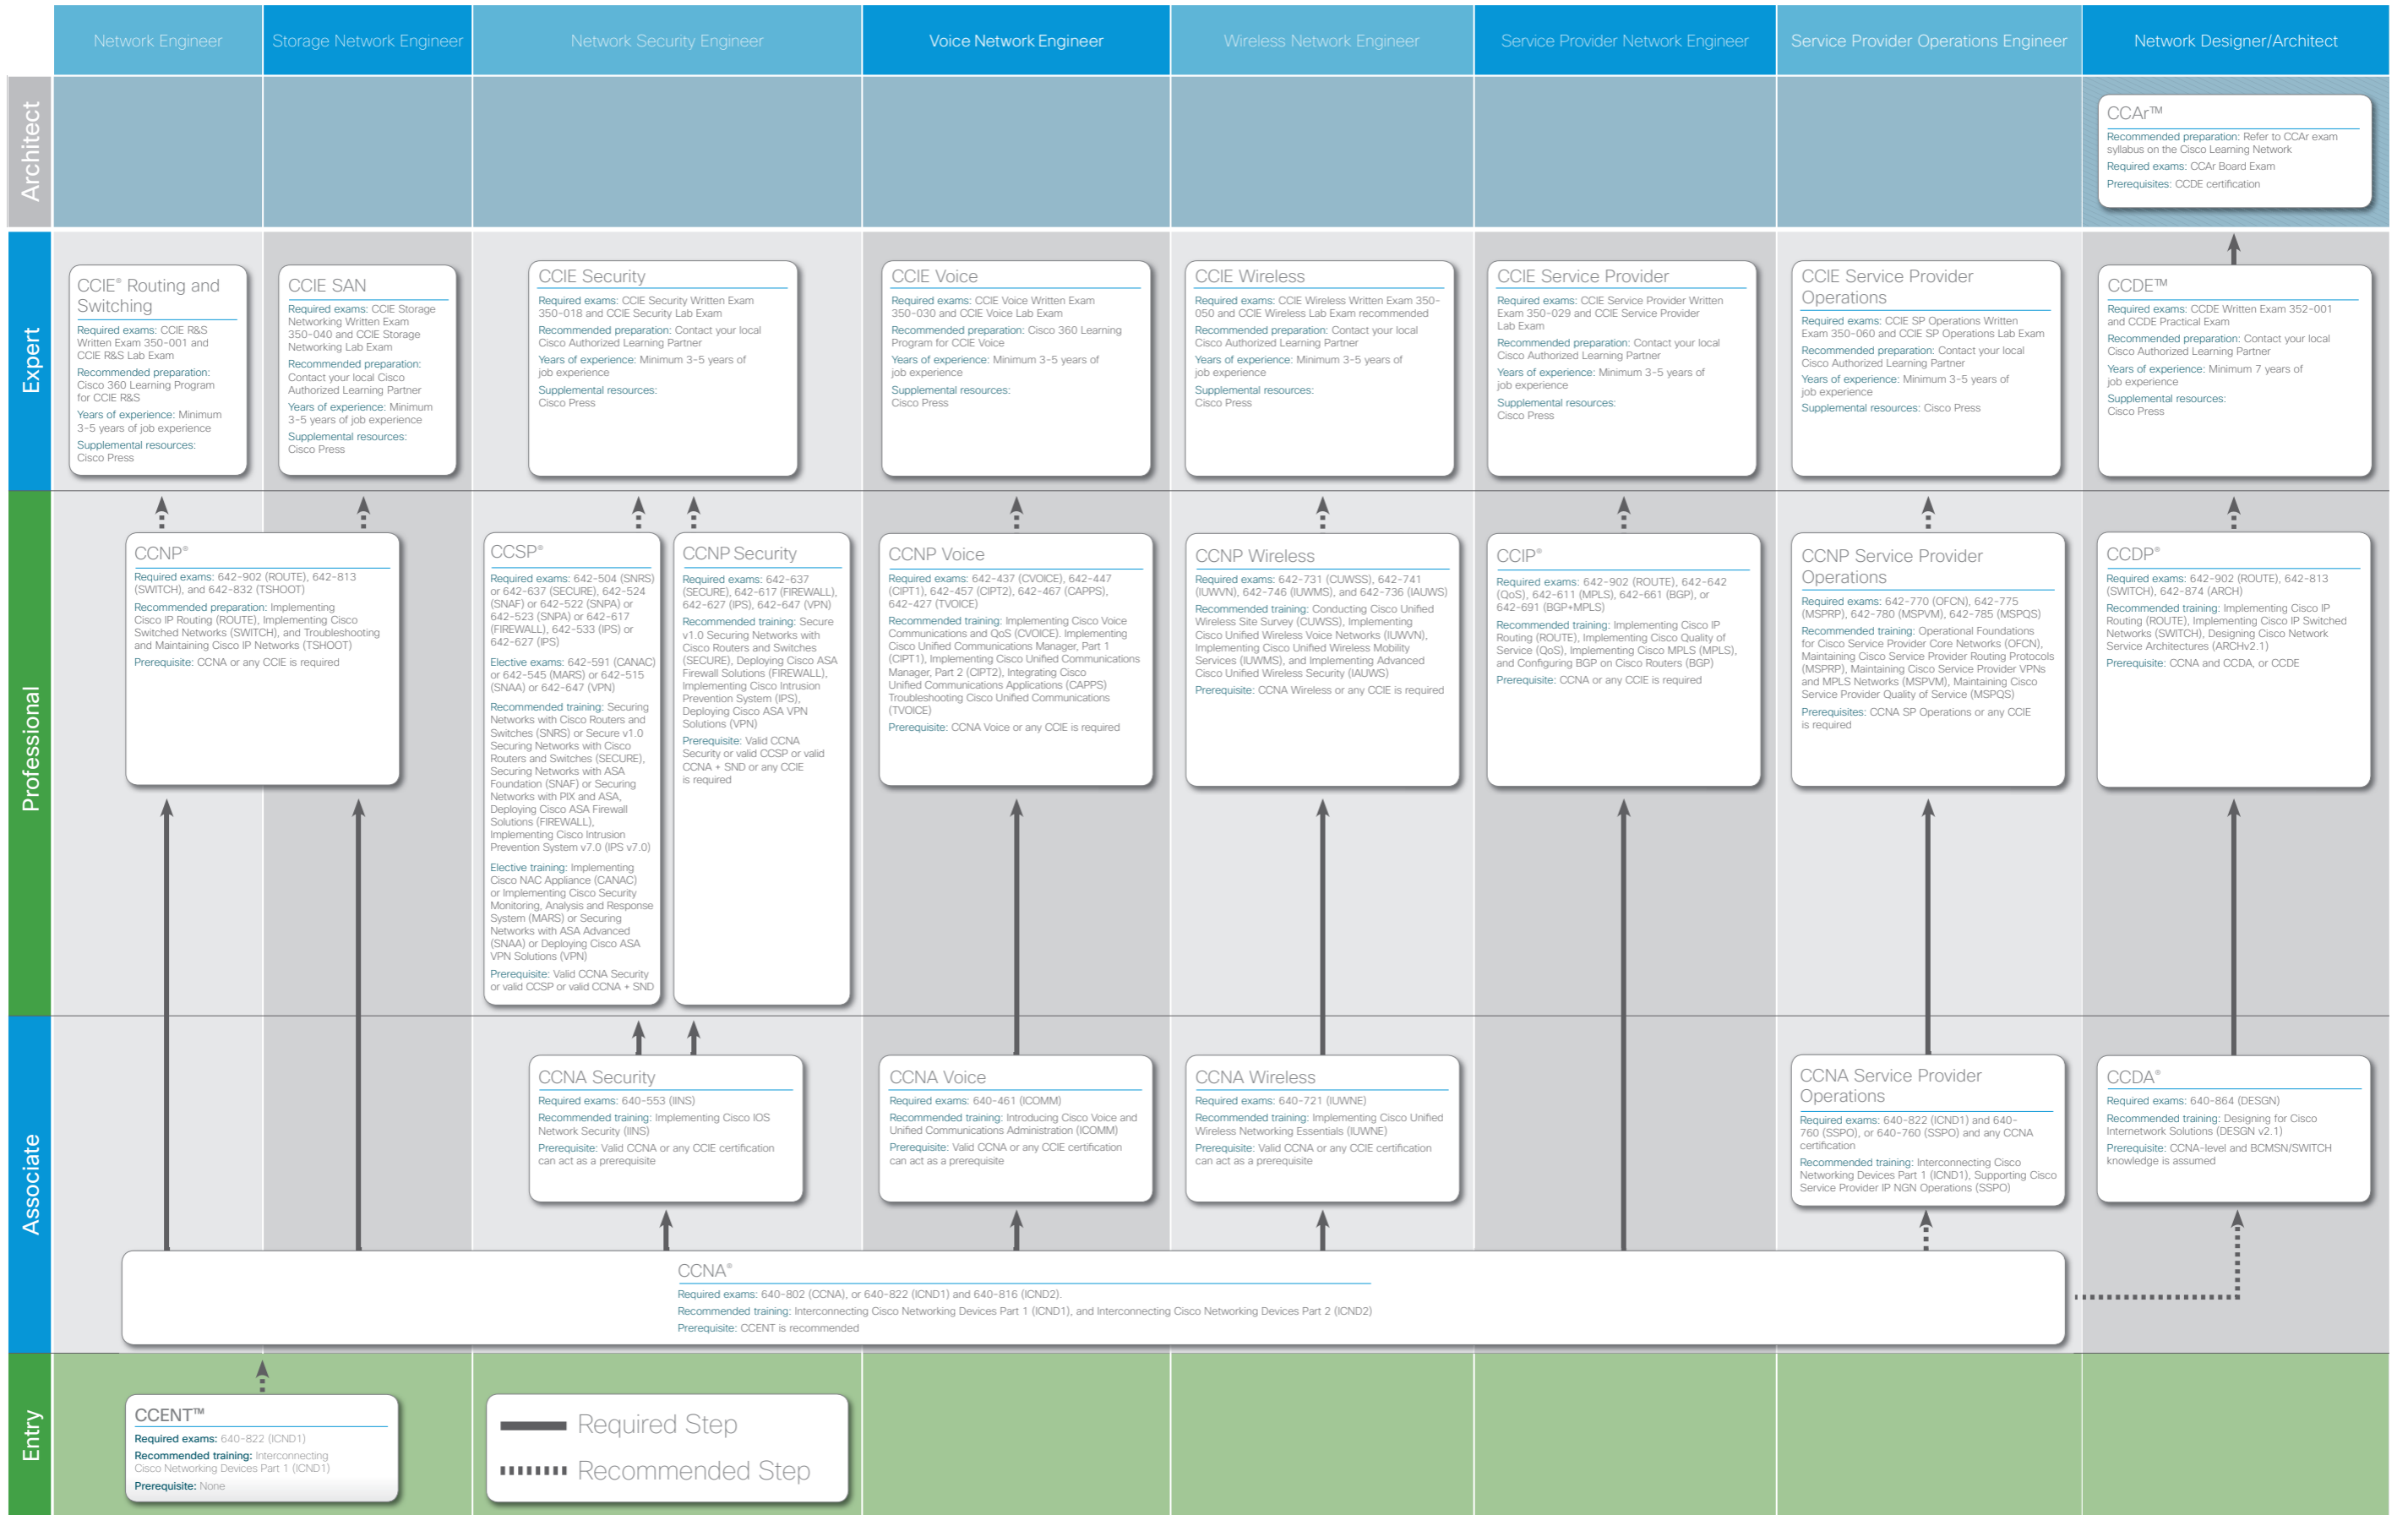 Network Engineer
Storage Network Engineer
Network Security Engineer
Voice Network Engineer
Wireless Network Engineer
Service Provider Network Engineer
Service Provider Operations Engineer
Network Designer/Architect
Architect
CCAr™
Recommended preparation: Refer to CCAr exam
syllabus on the Cisco Learning Network
Required exams: CCAr Board Exam
Prerequisites: CCDE certification
Expert
CCIE® Routing and
Switching
Required exams: CCIE R&S
Written Exam 350-001 and
CCIE R&S Lab Exam
Recommended preparation:
Cisco 360 Learning Program
for CCIE R&S
Years of experience: Minimum
3-5 years of job experience
Supplemental resources:
Cisco Press
CCIE SAN
Required exams: CCIE Storage
Networking Written Exam
350-040 and CCIE Storage
Networking Lab Exam
Recommended preparation:
Contact your local Cisco
Authorized Learning Partner
Years of experience: Minimum
3-5 years of job experience
Supplemental resources:
Cisco Press
CCIE Security
Required exams: CCIE Security Written Exam
350-018 and CCIE Security Lab Exam
Recommended preparation: Contact your local
Cisco Authorized Learning Partner
Years of experience: Minimum 3-5 years of
job experience
Supplemental resources:
Cisco Press
CCIE Voice
Required exams: CCIE Voice Written Exam
350-030 and CCIE Voice Lab Exam
Recommended preparation: Cisco 360 Learning
Program for CCIE Voice
Years of experience: Minimum 3-5 years of
job experience
Supplemental resources:
Cisco Press
CCIE Wireless
Required exams: CCIE Wireless Written Exam 350-
050 and CCIE Wireless Lab Exam recommended
Recommended preparation: Contact your local
Cisco Authorized Learning Partner
Years of experience: Minimum 3-5 years of
job experience
Supplemental resources:
Cisco Press
CCIE Service Provider
Required exams: CCIE Service Provider Written
Exam 350-029 and CCIE Service Provider
Lab Exam
Recommended preparation: Contact your local
Cisco Authorized Learning Partner
Years of experience: Minimum 3-5 years of
job experience
Supplemental resources:
Cisco Press
CCIE Service Provider
Operations
Required exams: CCIE SP Operations Written
Exam 350-060 and CCIE SP Operations Lab Exam
Recommended preparation: Contact your local
Cisco Authorized Learning Partner
Years of experience: Minimum 3-5 years of
job experience
Supplemental resources: Cisco Press
CCDE™
Required exams: CCDE Written Exam 352-001
and CCDE Practical Exam
Recommended preparation: Contact your local
Cisco Authorized Learning Partner
Years of experience: Minimum 7 years of
job experience
Supplemental resources:
Cisco Press
Professional
CCNP®
Required exams: 642-902 (ROUTE), 642-813
(SWITCH), and 642-832 (TSHOOT)
Recommended preparation: Implementing
Cisco IP Routing (ROUTE), Implementing Cisco
Switched Networks (SWITCH), and Troubleshooting
and Maintaining Cisco IP Networks (TSHOOT)
Prerequisite: CCNA or any CCIE is required
CCSP®
Required exams: 642-504 (SNRS)
or 642-637 (SECURE), 642-524
(SNAF) or 642-522 (SNPA) or
642-523 (SNPA) or 642-617
(FIREWALL), 642-533 (IPS) or
642-627 (IPS)
Elective exams: 642-591 (CANAC)
or 642-545 (MARS) or 642-515
(SNAA) or 642-647 (VPN)
Recommended training: Securing
Networks with Cisco Routers and
Switches (SNRS) or Secure v1.0
Securing Networks with Cisco
Routers and Switches (SECURE),
Securing Networks with ASA
Foundation (SNAF) or Securing
Networks with PIX and ASA,
Deploying Cisco ASA Firewall
Solutions (FIREWALL),
Implementing Cisco Intrusion
Prevention System v7.0 (IPS v7.0)
Elective training: Implementing
Cisco NAC Appliance (CANAC)
or Implementing Cisco Security
Monitoring, Analysis and Response
System (MARS) or Securing
Networks with ASA Advanced
(SNAA) or Deploying Cisco ASA
VPN Solutions (VPN)
Prerequisite: Valid CCNA Security
or valid CCSP or valid CCNA + SND
CCNP Security
Required exams: 642-637
(SECURE), 642-617 (FIREWALL),
642-627 (IPS), 642-647 (VPN)
Recommended training: Secure
v1.0 Securing Networks with
Cisco Routers and Switches
(SECURE), Deploying Cisco ASA
Firewall Solutions (FIREWALL),
Implementing Cisco Intrusion
Prevention System (IPS),
Deploying Cisco ASA VPN
Solutions (VPN)
Prerequisite: Valid CCNA
Security or valid CCSP or valid
CCNA + SND or any CCIE
is required
CCNP Voice
Required exams: 642-437 (CVOICE), 642-447
(CIPT1), 642-457 (CIPT2), 642-467 (CAPPS),
642-427 (TVOICE)
Recommended training: Implementing Cisco Voice
Communications and QoS (CVOICE). Implementing
Cisco Unified Communications Manager, Part 1
(CIPT1), Implementing Cisco Unified Communications
Manager, Part 2 (CIPT2), Integrating Cisco
Unified Communications Applications (CAPPS)
Troubleshooting Cisco Unified Communications
(TVOICE)
Prerequisite: CCNA Voice or any CCIE is required
CCNP Wireless
Required exams: 642-731 (CUWSS), 642-741
(IUWVN), 642-746 (IUWMS), and 642-736 (IAUWS)
Recommended training: Conducting Cisco Unified
Wireless Site Survey (CUWSS), Implementing
Cisco Unified Wireless Voice Networks (IUWVN),
Implementing Cisco Unified Wireless Mobility
Services (IUWMS), and Implementing Advanced
Cisco Unified Wireless Security (IAUWS)
Prerequisite: CCNA Wireless or any CCIE is required
CCIP®
Required exams: 642-902 (ROUTE), 642-642
(QoS), 642-611 (MPLS), 642-661 (BGP), or
642-691 (BGP+MPLS)
Recommended training: Implementing Cisco IP
Routing (ROUTE), Implementing Cisco Quality of
Service (QoS), Implementing Cisco MPLS (MPLS),
and Configuring BGP on Cisco Routers (BGP)
Prerequisite: CCNA or any CCIE is required
CCNP Service Provider
Operations
Required exams: 642-770 (OFCN), 642-775
(MSPRP), 642-780 (MSPVM), 642-785 (MSPQS)
Recommended training: Operational Foundations
for Cisco Service Provider Core Networks (OFCN),
Maintaining Cisco Service Provider Routing Protocols
(MSPRP), Maintaining Cisco Service Provider VPNs
and MPLS Networks (MSPVM), Maintaining Cisco
Service Provider Quality of Service (MSPQS)
Prerequisites: CCNA SP Operations or any CCIE
is required
CCDP®
Required exams: 642-902 (ROUTE), 642-813
(SWITCH), 642-874 (ARCH)
Recommended training: Implementing Cisco IP
Routing (ROUTE), Implementing Cisco IP Switched
Networks (SWITCH), Designing Cisco Network
Service Architectures (ARCHv2.1)
Prerequisite: CCNA and CCDA, or CCDE
Associate
CCNA Security
Required exams: 640-553 (IINS)
Recommended training: Implementing Cisco IOS
Network Security (IINS)
Prerequisite: Valid CCNA or any CCIE certification
can act as a prerequisite
CCNA Voice
Required exams: 640-461 (ICOMM)
Recommended training: Introducing Cisco Voice and
Unified Communications Administration (ICOMM)
Prerequisite: Valid CCNA or any CCIE certification
can act as a prerequisite
CCNA Wireless
Required exams: 640-721 (IUWNE)
Recommended training: Implementing Cisco Unified
Wireless Networking Essentials (IUWNE)
Prerequisite: Valid CCNA or any CCIE certification
can act as a prerequisite
CCNA Service Provider
Operations
Required exams: 640-822 (ICND1) and 640-
760 (SSPO), or 640-760 (SSPO) and any CCNA
certification
Recommended training: Interconnecting Cisco
Networking Devices Part 1 (ICND1), Supporting Cisco
Service Provider IP NGN Operations (SSPO)
CCDA®
Required exams: 640-864 (DESGN)
Recommended training: Designing for Cisco
Internetwork Solutions (DESGN v2.1)
Prerequisite: CCNA-level and BCMSN/SWITCH
knowledge is assumed
CCNA®
Required exams: 640-802 (CCNA), or 640-822 (ICND1) and 640-816 (ICND2).
Recommended training: Interconnecting Cisco Networking Devices Part 1 (ICND1), and Interconnecting Cisco Networking Devices Part 2 (ICND2)
Prerequisite: CCENT is recommended
Entry
CCENT™
Required exams: 640-822 (ICND1)
Recommended training: Interconnecting
Cisco Networking Devices Part 1 (ICND1)
Prerequisite: None
Required Step
Recommended Step